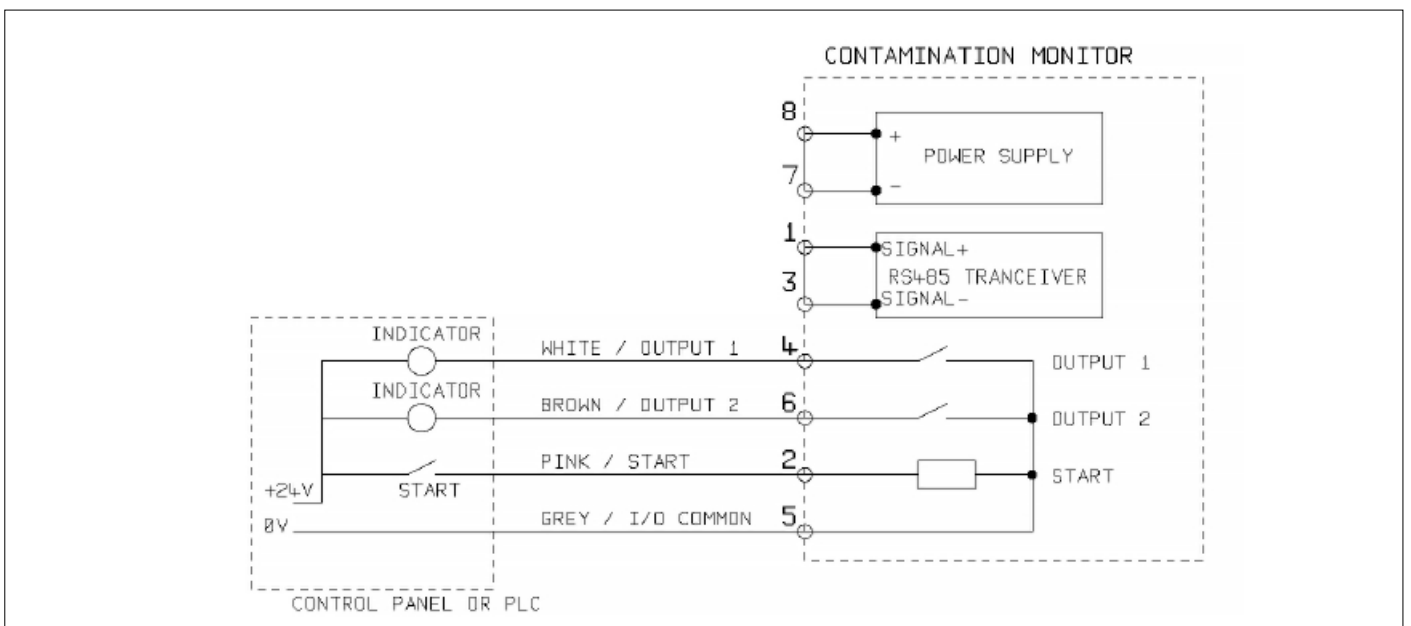 CONTAMINATION MONITOR
8
+
POWER SUPPLY
7
-
1
SIGNAL+
RS485 TRANCEIVER
3
SIGNAL-
INDICATOR
WHITE / OUTPUT 1
4
OUTPUT 1
INDICATOR
BROWN / OUTPUT 2
6
OUTPUT 2
PINK / START
2
START
+24V
START
0V
GREY / I/O COMMON
5
CONTROL PANEL OR PLC